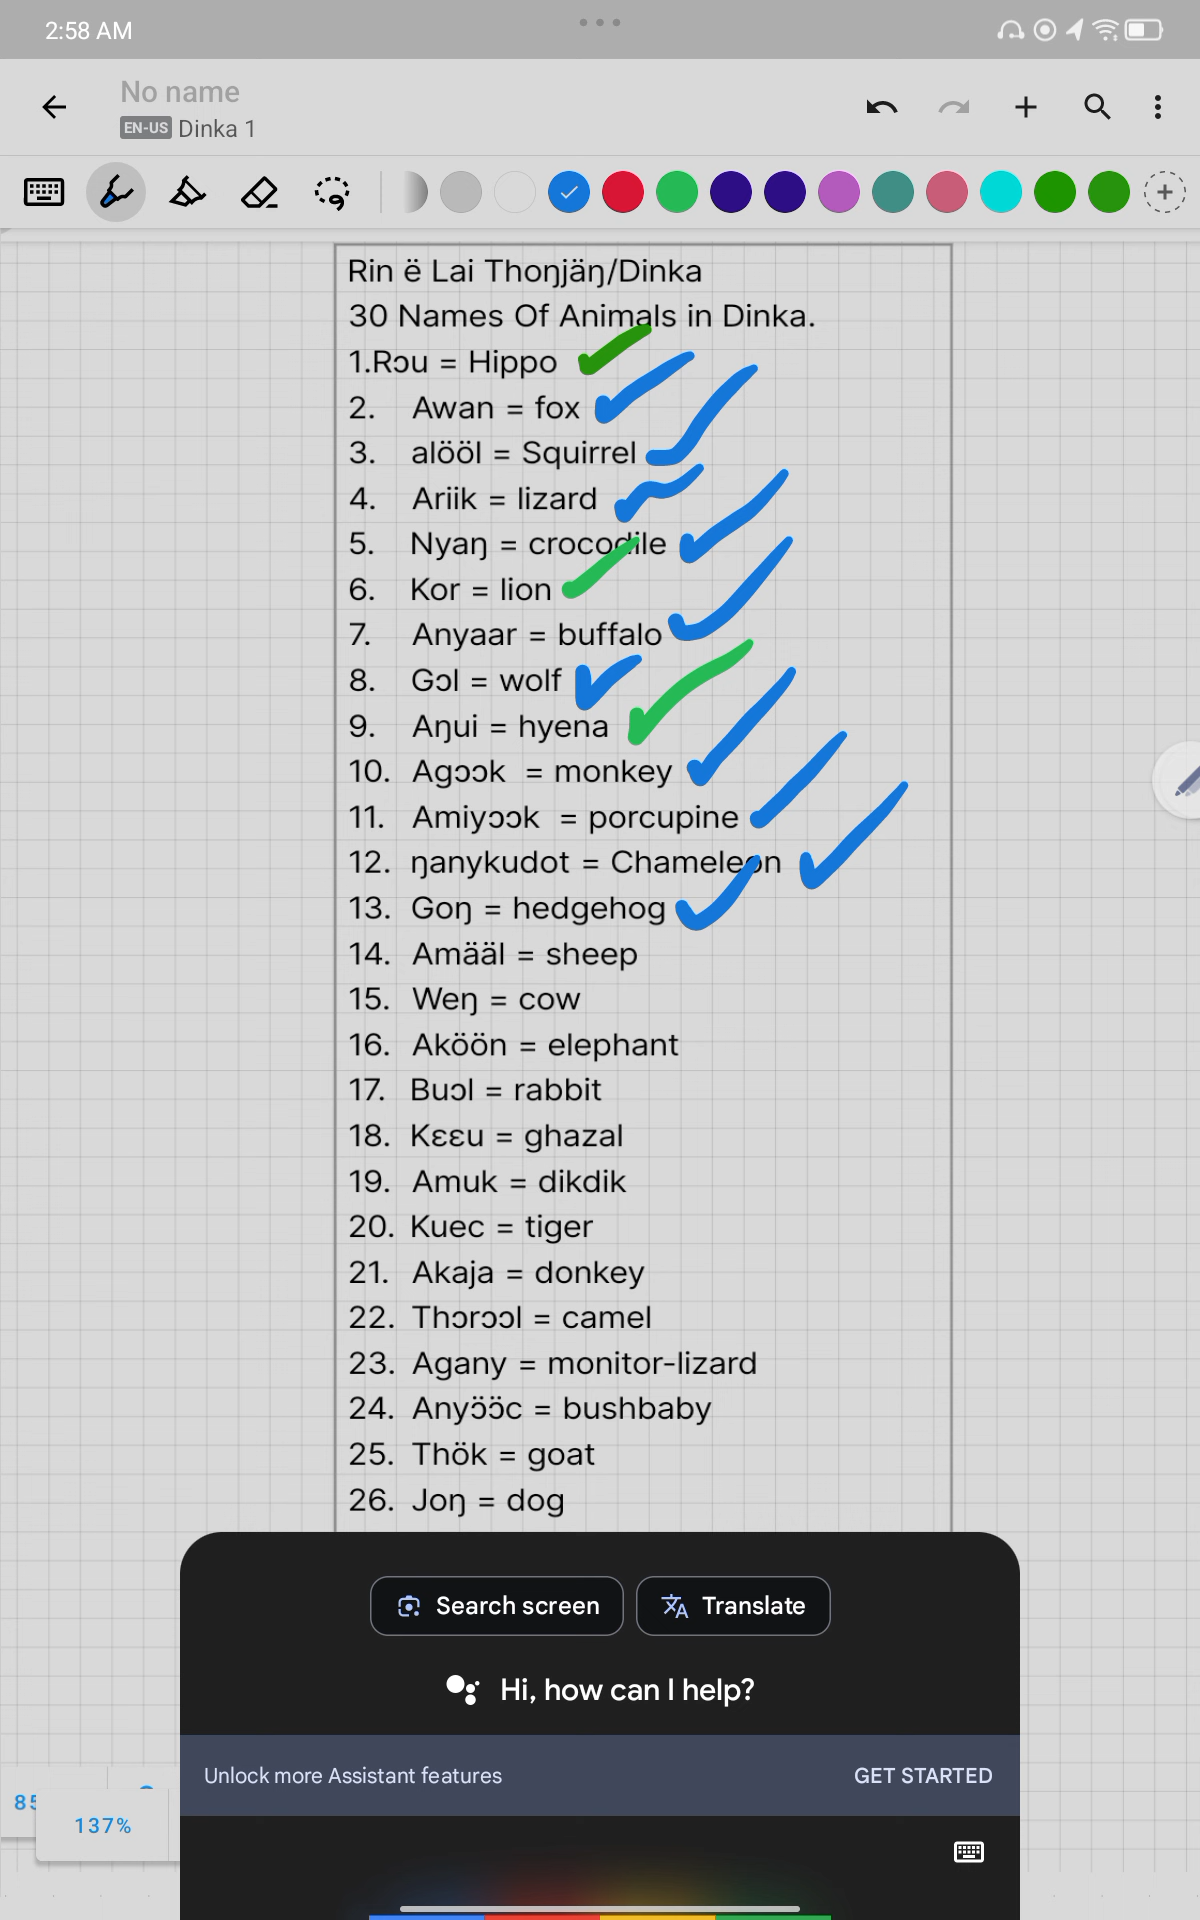 2:58 AM
No name
EN-US Dinka 1
Rin ë Lai Thoŋjäŋ/Dinka
30 Names Of Animals in Dinka.
1.Rɔu = Hippo
2. Awan = fox
3. alööl = Squirrel
4. Ariik = lizard
5. Nyaŋ = crocodile
6. Kor = lion
7. Anyaar = buffalo
8. Gɔl = wolf
9. Aŋui = hyena
10. Agɔɔk = monkey
11. Amiyɔɔk = porcupine
12. ŋanykudot = Chameleon
13. Goŋ = hedgehog
14. Amääl = sheep
15. Weŋ = cow
16. Aköön = elephant
17. Buɔl = rabbit
18. Kɛɛu = ghazal
19. Amuk = dikdik
20. Kuec = tiger
21. Akaja = donkey
22. Thɔrɔɔl = camel
23. Agany = monitor-lizard
24. Anyɔ̈ɔ̈c = bushbaby
25. Thök = goat
26. Joŋ = dog
Search screen Translate
Hi, how can I help?
Unlock more Assistant features GET STARTED
137%